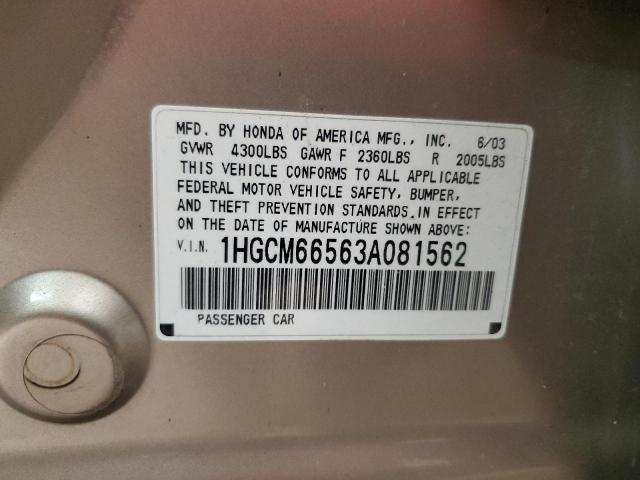 MFD. BY HONDA OF AMERICA MFG., INC. 6/03
GVWR 4300LBS GAWR F 2360LBS R 2005LBS
THIS VEHICLE CONFORMS TO ALL APPLICABLE
FEDERAL MOTOR VEHICLE SAFETY, BUMPER,
AND THEFT PREVENTION STANDARDS IN EFFECT
ON THE DATE OF MANUFACTURE SHOWN ABOVE:
V.I.N. 1HGCM66563A081562
PASSENGER CAR